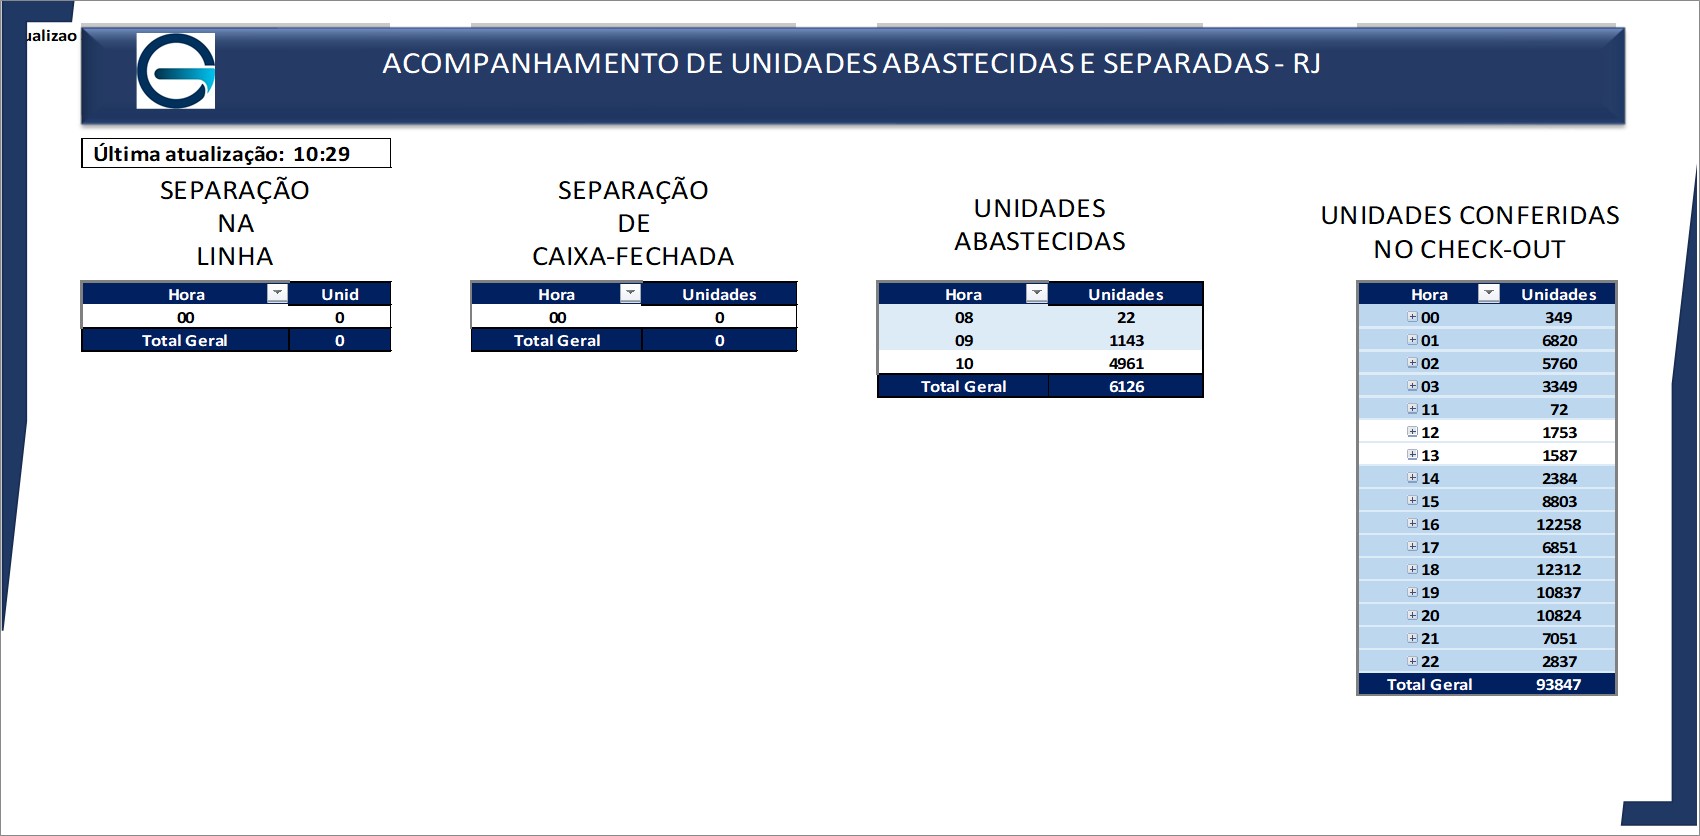 ualizao
ACOMPANHAMENTO DE UNIDADES ABASTECIDAS E SEPARADAS - RJ
Última atualização: 10:29
SEPARAÇÃO
NA
LINHA
Hora Unid
00 0
Total Geral 0
SEPARAÇÃO
DE
CAIXA-FECHADA
Hora Unidades
00 0
Total Geral 0
UNIDADES
ABASTECIDAS
Hora Unidades
08 22
09 1143
10 4961
Total Geral 6126
UNIDADES CONFERIDAS
NO CHECK-OUT
Hora Unidades
00 349
01 6820
02 5760
03 3349
11 72
12 1753
13 1587
14 2384
15 8803
16 12258
17 6851
18 12312
19 10837
20 10824
21 7051
22 2837
Total Geral 93847